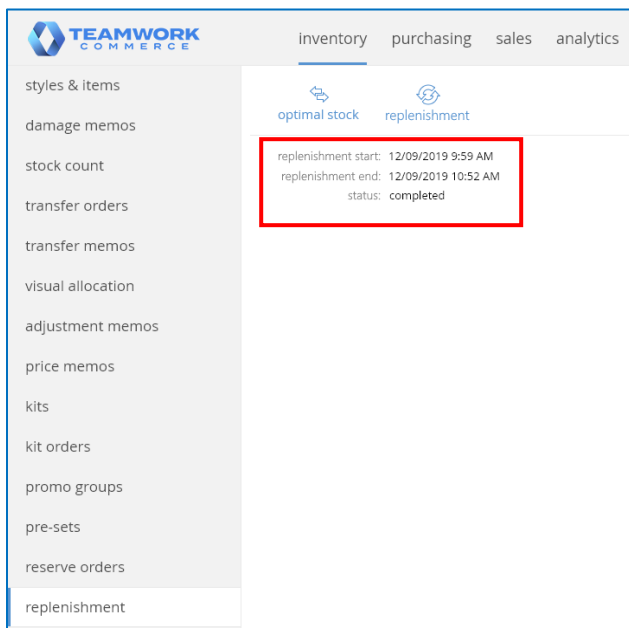 TEAMWORK
COMMERCE
inventory purchasing sales analytics
styles & items
damage memos
stock count
transfer orders
transfer memos
visual allocation
adjustment memos
price memos
kits
kit orders
promo groups
pre-sets
reserve orders
replenishment
optimal stock replenishment
replenishment start: 12/09/2019 9:59 AM
replenishment end: 12/09/2019 10:52 AM
status: completed